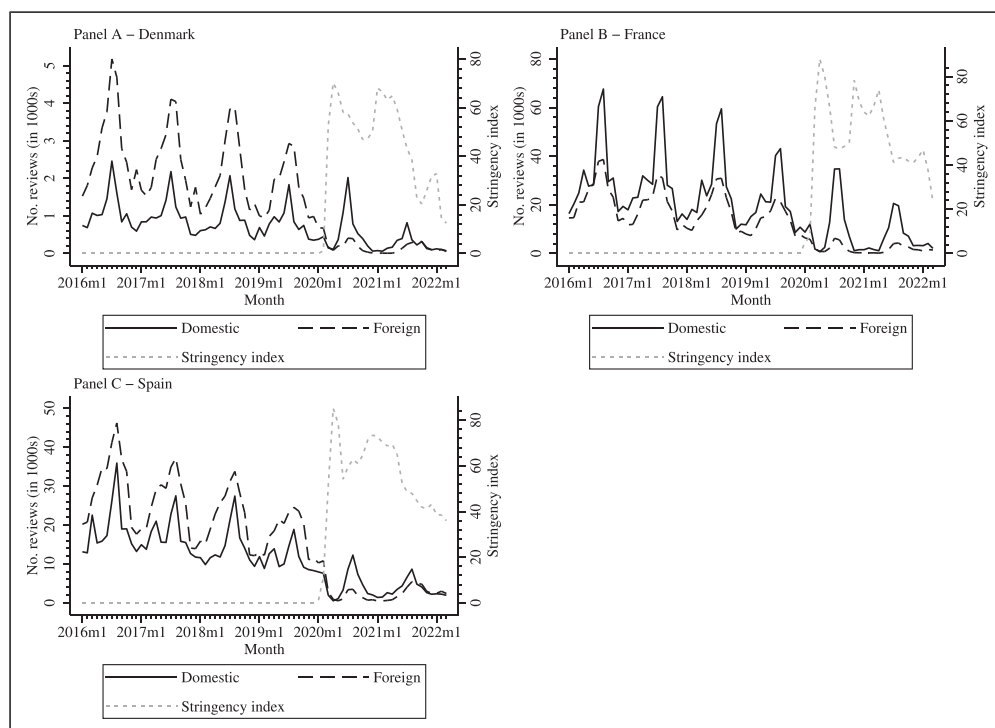 Panel A – Denmark
No. reviews (in 1000s)
5
4
3
2
1
0
Stringency index
80
60
40
20
0
2016m1 2017m1 2018m1 2019m1 2020m1 2021m1 2022m1
Month
Domestic Foreign
Stringency index
Panel B – France
No. reviews (in 1000s)
80
60
40
20
0
Stringency index
80
60
40
20
0
2016m1 2017m1 2018m1 2019m1 2020m1 2021m1 2022m1
Month
Domestic Foreign
Stringency index
Panel C – Spain
No. reviews (in 1000s)
50
40
30
20
10
0
Stringency index
80
60
40
20
0
2016m1 2017m1 2018m1 2019m1 2020m1 2021m1 2022m1
Month
Domestic Foreign
Stringency index